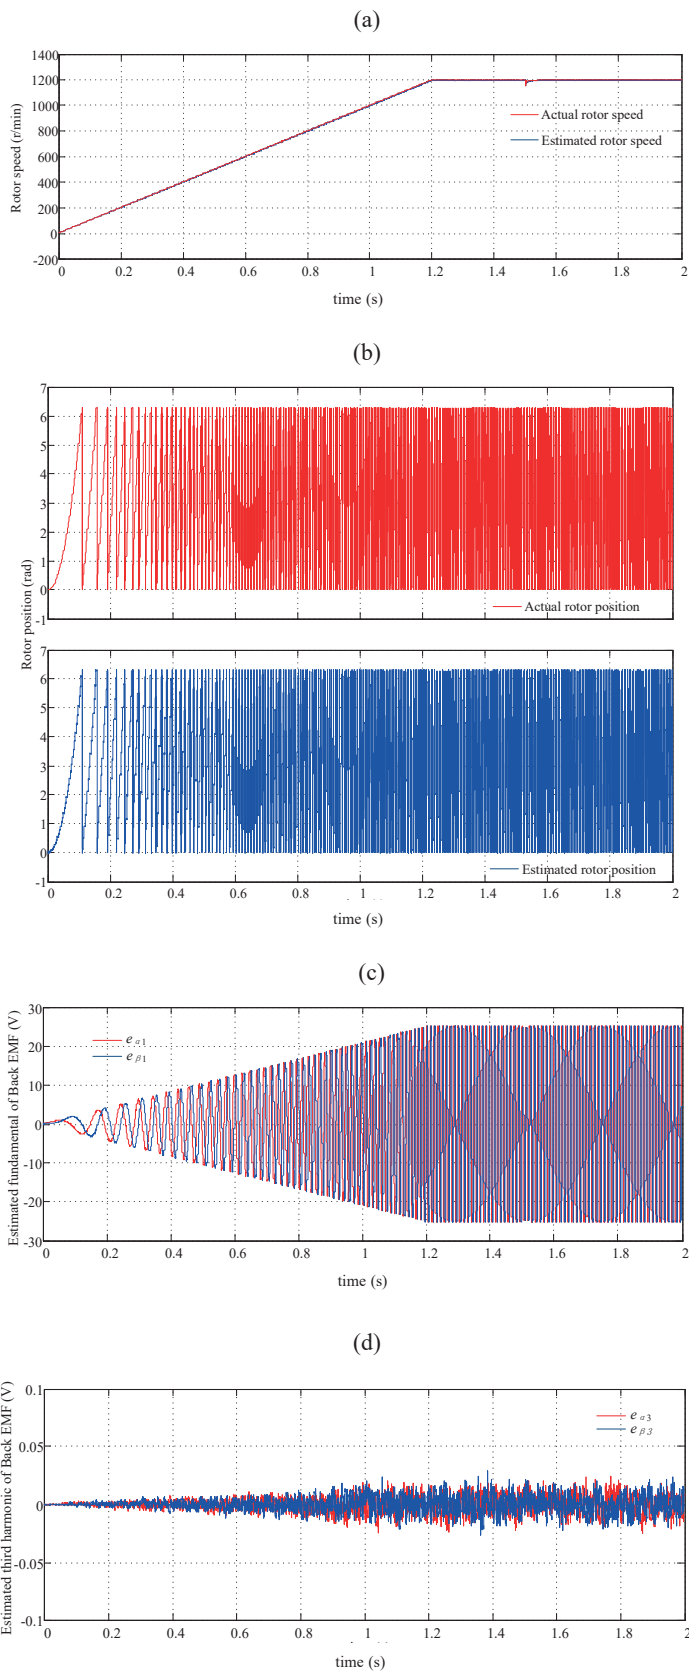 (a)
1400
1200
1000
800
600
400
200
0
-200
Rotor speed (r/min)
Actual rotor speed
Estimated rotor speed
0 0.2 0.4 0.6 0.8 1 1.2 1.4 1.6 1.8 2
time (s)
(b)
7
6
5
4
3
2
1
0
-1
Rotor position (rad)
Actual rotor position
7
6
5
4
3
2
1
0
-1
Estimated rotor position
0 0.2 0.4 0.6 0.8 1 1.2 1.4 1.6 1.8 2
time (s)
(c)
30
20
10
0
-10
-20
-30
Estimated fundamental of Back EMF (V)
e α1
e β1
0 0.2 0.4 0.6 0.8 1 1.2 1.4 1.6 1.8 2
time (s)
(d)
0.1
0.05
0
-0.05
-0.1
Estimated third harmonic of Back EMF (V)
e α3
e β3
0 0.2 0.4 0.6 0.8 1 1.2 1.4 1.6 1.8 2
time (s)